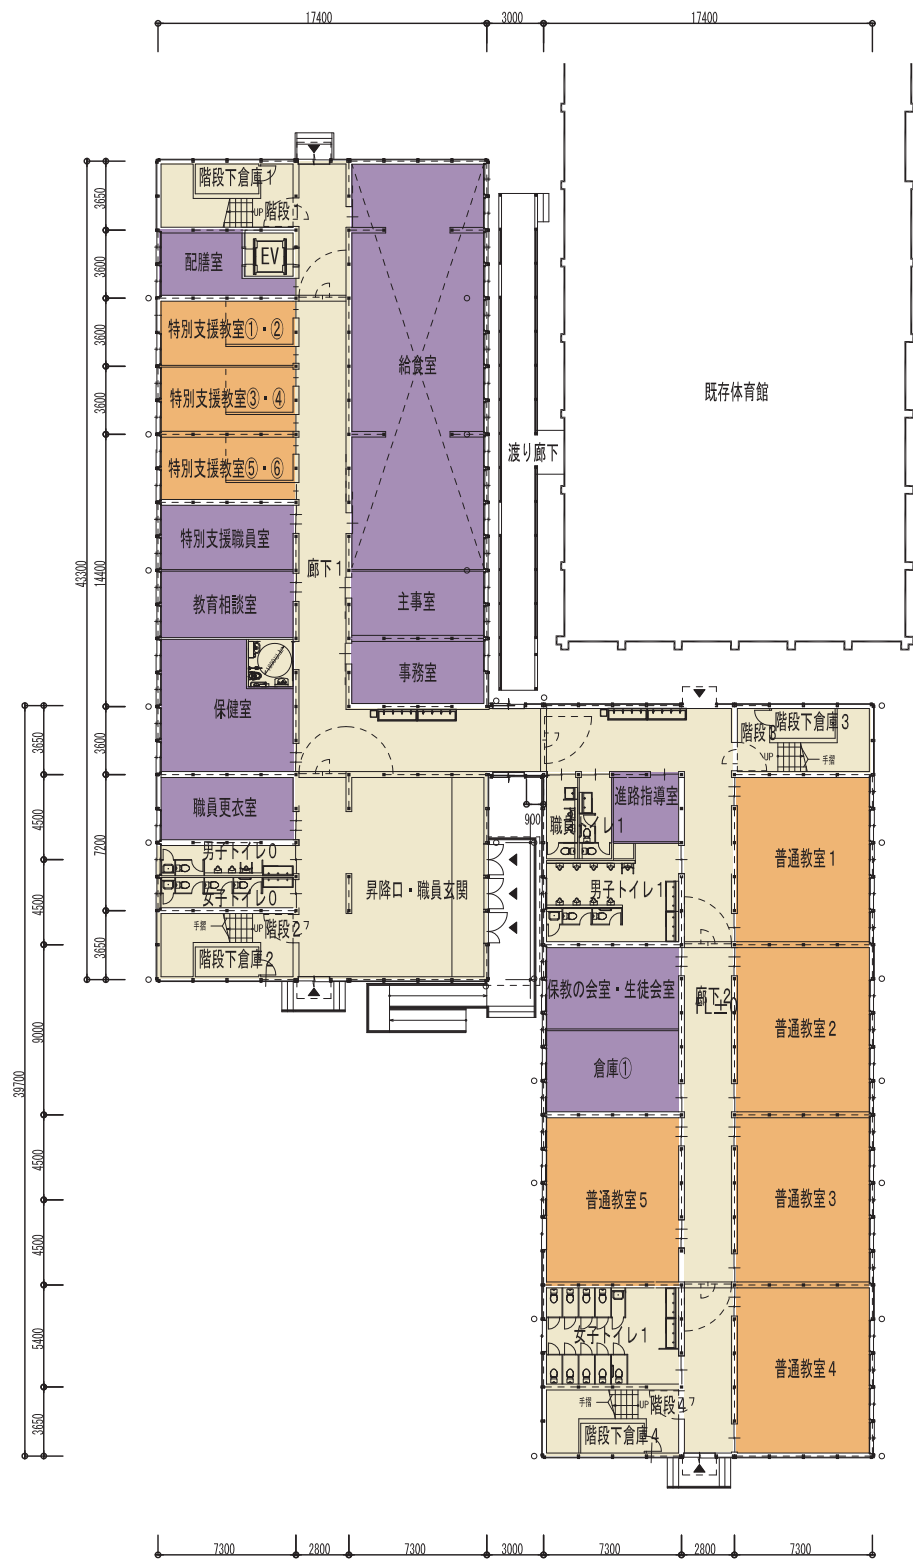 17400
3000
17400
階段下倉庫1
UP
階段1
配膳室
EV
特別支援教室①・②
特別支援教室③・④
特別支援教室⑤・⑥
特別支援職員室
教育相談室
保健室
職員更衣室
男子トイレ0
女子トイレ0
手摺
UP
階段2
階段下倉庫2
廊下1
給食室
主事室
事務室
昇降口・職員玄関
渡り廊下
既存体育館
900
職員トイレ1
進路指導室
男子トイレ1
保教の会室・生徒会室
倉庫①
普通教室5
女子トイレ1
手摺
UP
階段4
階段下倉庫4
廊下2
FL±0
階段3
階段下倉庫3
UP
手摺
普通教室1
普通教室2
普通教室3
普通教室4
3650
3600
3600
3600
14400
43300
3600
7200
3650
3650
4500
4500
9000
39700
4500
4500
5400
3650
7300
2800
7300
3000
7300
2800
7300